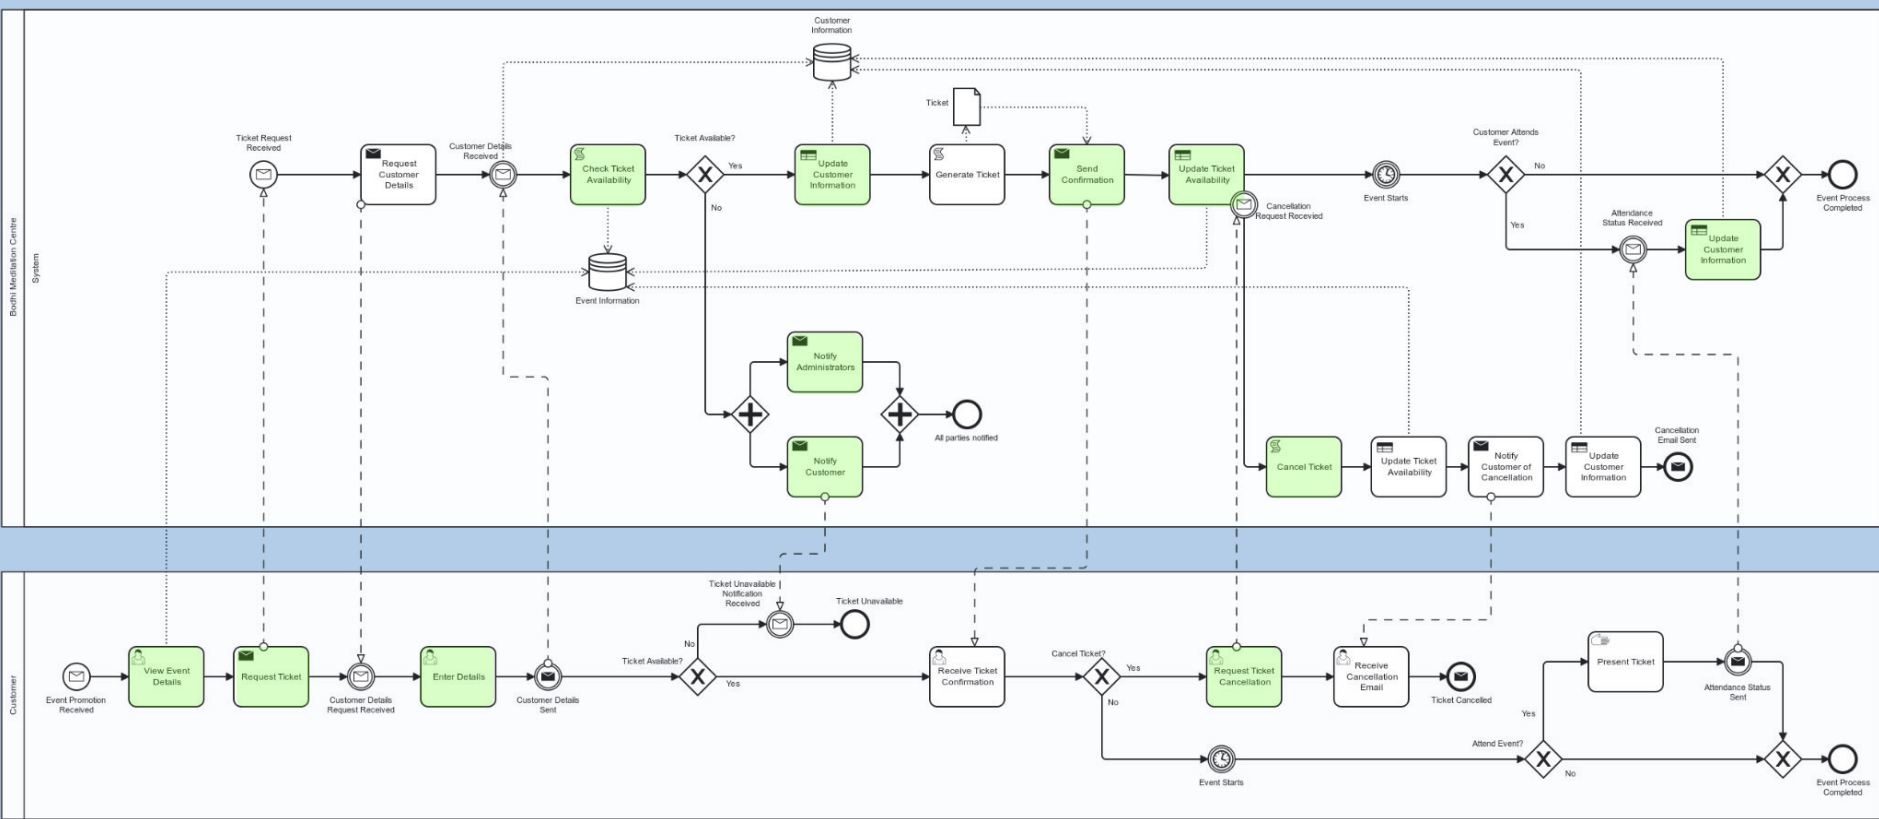 Bodhi Meditation Centre
System
Customer
Information
Ticket
Ticket Request
Received
Request
Customer
Details
Customer Details
Received
Check Ticket
Availability
Ticket Available?
Yes
No
Update
Customer
Information
Generate Ticket
Send
Confirmation
Update Ticket
Availability
Cancellation
Request Recevied
Event Starts
Customer Attends
Event?
No
Yes
Attendance
Status Received
Update
Customer
Information
Event Process
Completed
Event Information
Notify
Administrators
Notify
Customer
All parties notified
Cancel Ticket
Update Ticket
Availability
Notify
Customer of
Cancellation
Update
Customer
Information
Cancellation
Email Sent
Customer
Event Promotion
Received
View Event
Details
Request Ticket
Customer Details
Request Received
Enter Details
Customer Details
Sent
Ticket Available?
No
Yes
Ticket Unavailable
Notification
Received
Ticket Unavailable
Receive Ticket
Confirmation
Cancel Ticket?
Yes
No
Request Ticket
Cancellation
Receive
Cancellation
Email
Ticket Cancelled
Event Starts
Attend Event?
Yes
No
Present Ticket
Attendance Status
Sent
Event Process
Completed